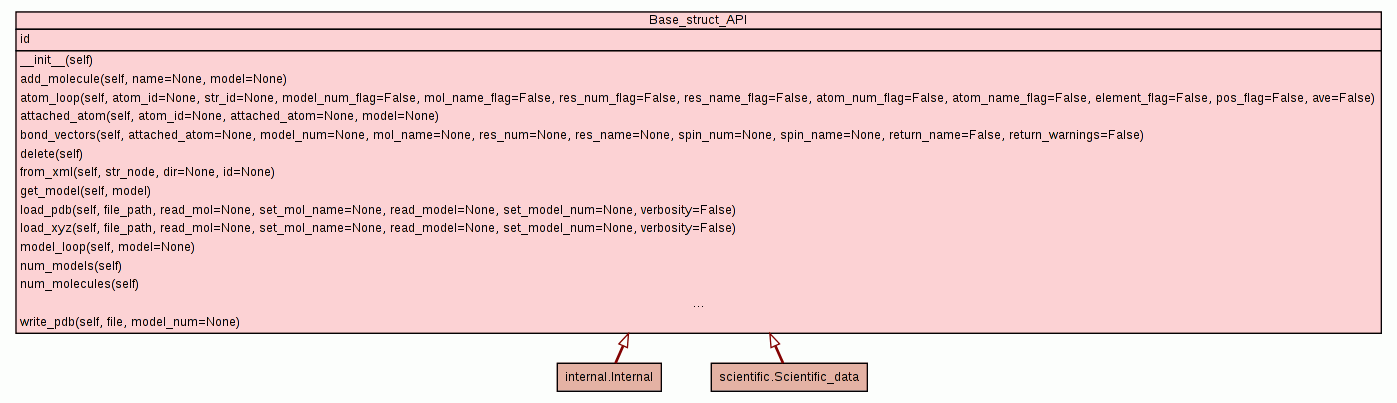 Base_struct_API
id
__init__(self)
add_molecule(self, name=None, model=None)
atom_loop(self, atom_id=None, str_id=None, model_num_flag=False, mol_name_flag=False, res_num_flag=False, res_name_flag=False, atom_num_flag=False, atom_name_flag=False, element_flag=False, pos_flag=False, ave=False)
attached_atom(self, atom_id=None, attached_atom=None, model=None)
bond_vectors(self, attached_atom=None, model_num=None, mol_name=None, res_num=None, res_name=None, spin_num=None, spin_name=None, return_name=False, return_warnings=False)
delete(self)
from_xml(self, str_node, dir=None, id=None)
get_model(self, model)
load_pdb(self, file_path, read_mol=None, set_mol_name=None, read_model=None, set_model_num=None, verbosity=False)
load_xyz(self, file_path, read_mol=None, set_mol_name=None, read_model=None, set_model_num=None, verbosity=False)
model_loop(self, model=None)
num_models(self)
num_molecules(self)
...
write_pdb(self, file, model_num=None)
internal.Internal
scientific.Scientific_data